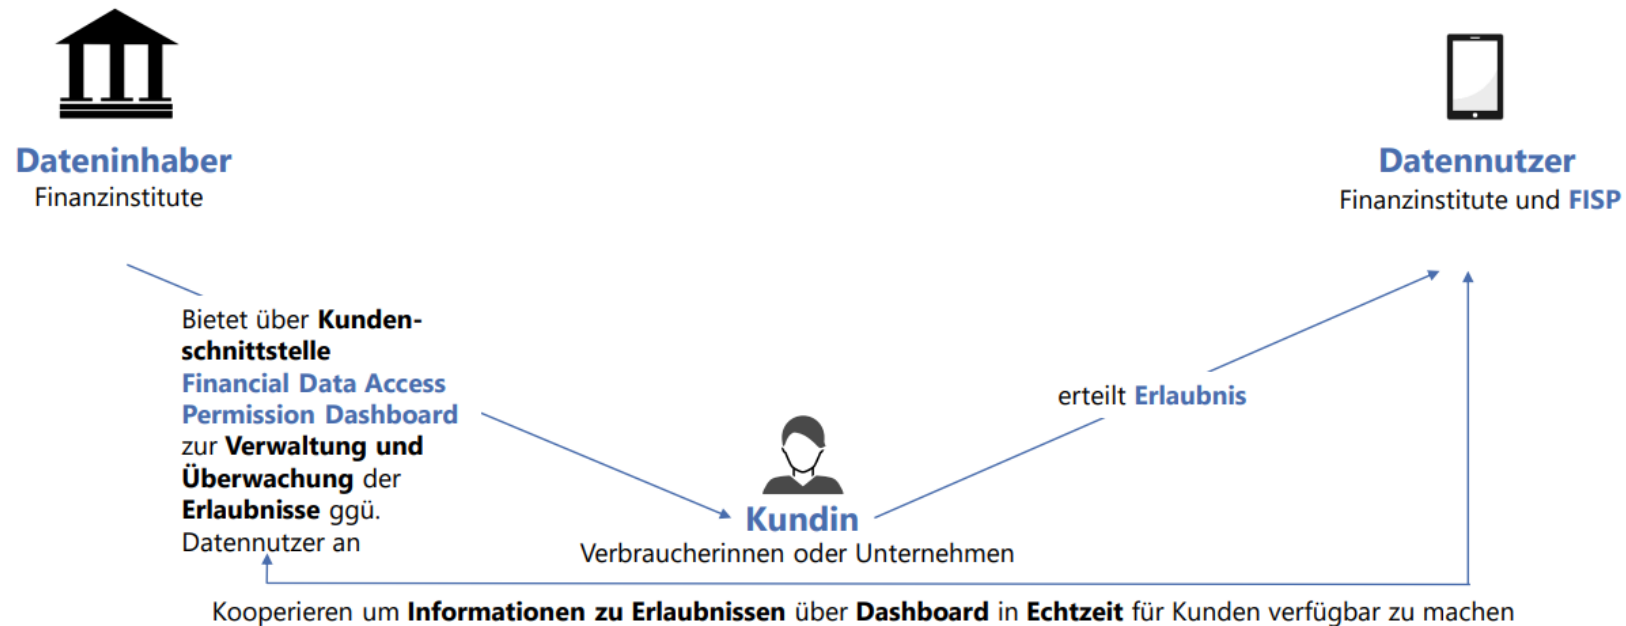 Dateninhaber
Finanzinstitute
Datennutzer
Finanzinstitute und FISP
Bietet über Kunden-
schnittstelle
Financial Data Access
Permission Dashboard
zur Verwaltung und
Überwachung der
Erlaubnisse ggü.
Datennutzer an
erteilt Erlaubnis
Kundin
Verbraucherinnen oder Unternehmen
Kooperieren um Informationen zu Erlaubnissen über Dashboard in Echtzeit für Kunden verfügbar zu machen